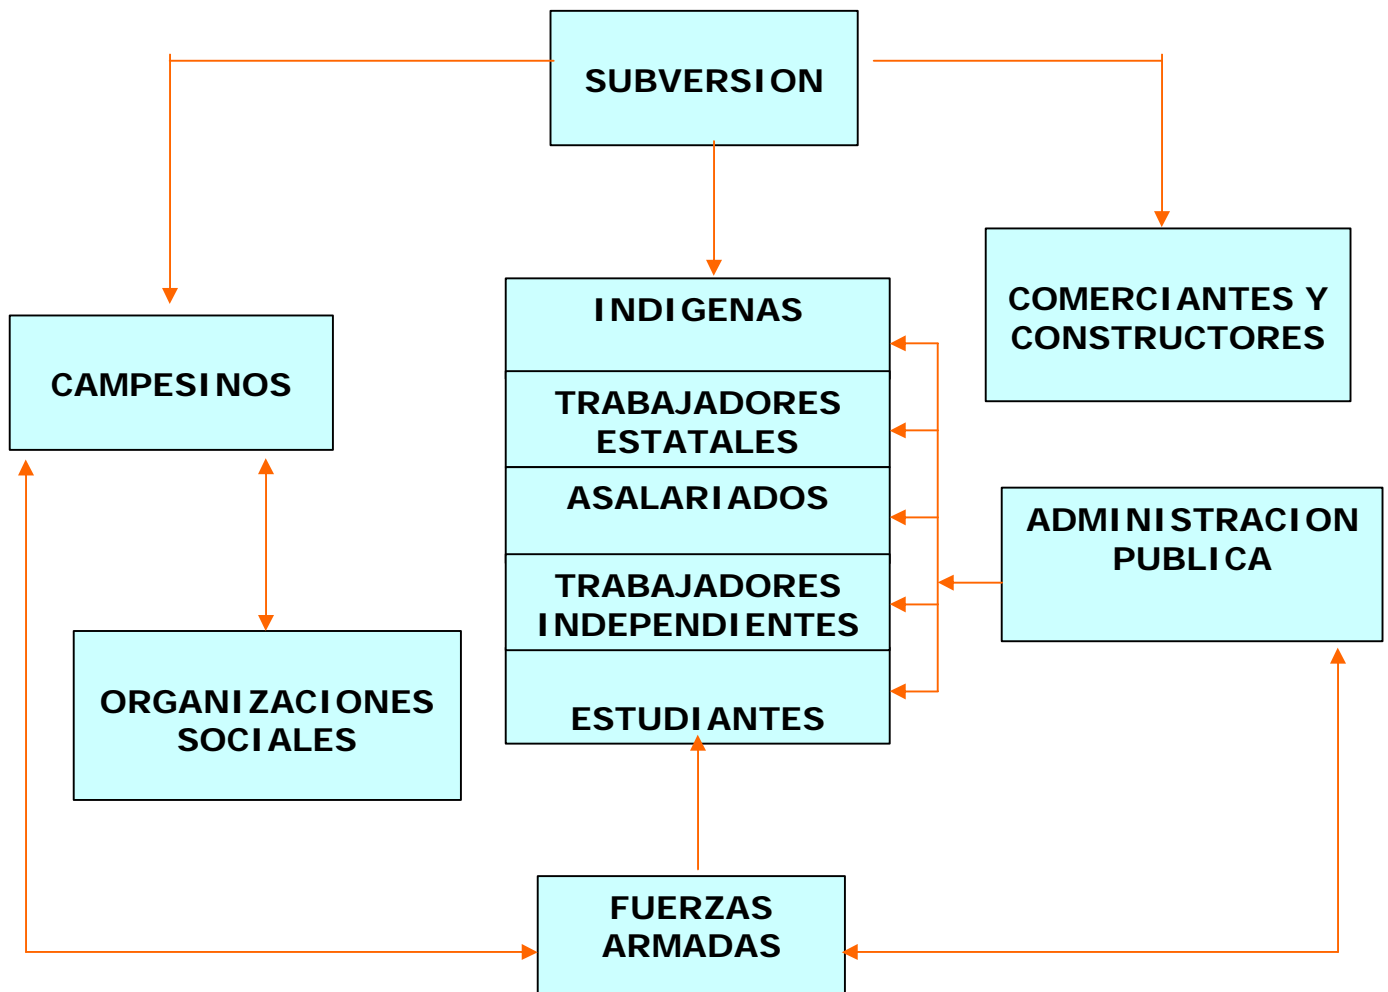 SUBVERSION
COMERCIANTES Y
CONSTRUCTORES
INDIGENAS
CAMPESINOS
TRABAJADORES
ESTATALES
ASALARIADOS
ADMINISTRACION
PUBLICA
TRABAJADORES
INDEPENDIENTES
ORGANIZACIONES
SOCIALES
ESTUDIANTES
FUERZAS
ARMADAS